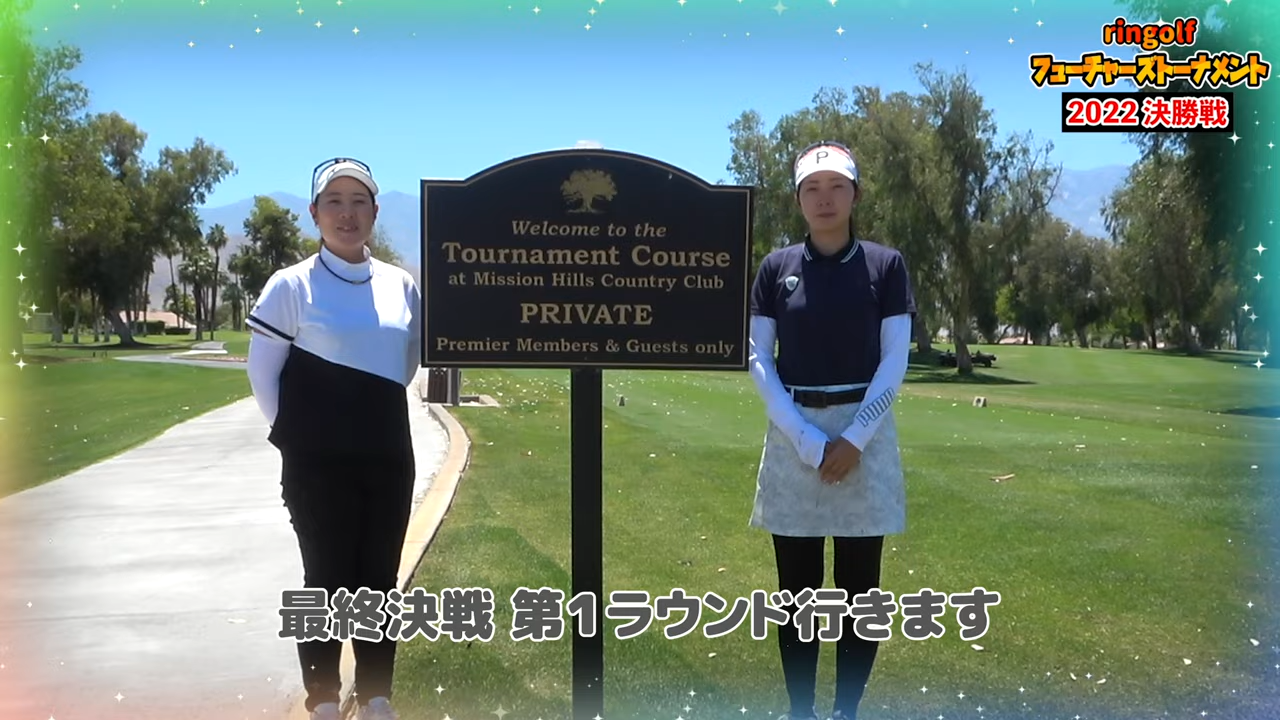 ringolf
フューチャーズトーナメント
2022 決勝戦
P
Welcome to the
Tournament Course
at Mission Hills Country Club
PRIVATE
Premier Members & Guests only
PUMA
最終決戦 第1ラウンド行きます